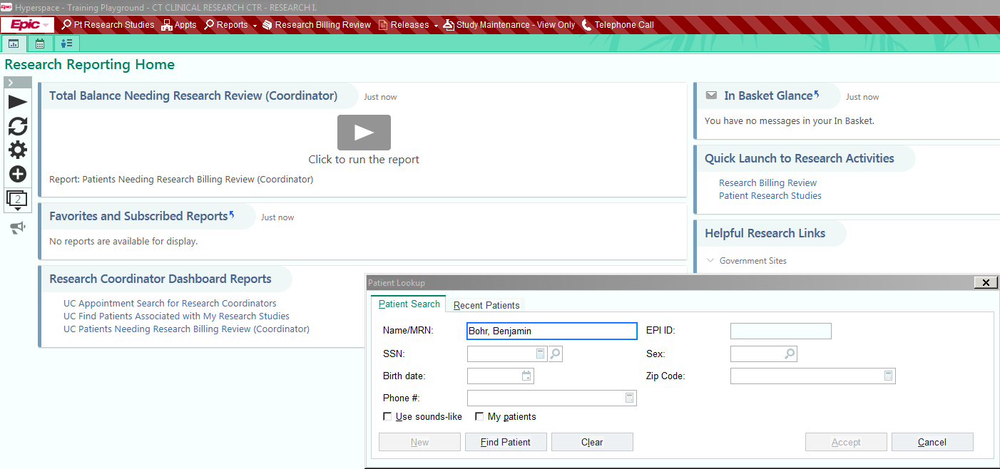 Epic Hyperspace - Training Playground - CT CLINICAL RESEARCH CTR - RESEARCH I.
Epic Pt Research Studies Appts Reports Research Billing Review Releases Study Maintenance - View Only Telephone Call
Research Reporting Home
Total Balance Needing Research Review (Coordinator) Just now
Click to run the report
Report: Patients Needing Research Billing Review (Coordinator)
2
Favorites and Subscribed Reports Just now
No reports are available for display.
Research Coordinator Dashboard Reports
UC Appointment Search for Research Coordinators
UC Find Patients Associated with My Research Studies
UC Patients Needing Research Billing Review (Coordinator)
In Basket Glance Just now
You have no messages in your In Basket.
Quick Launch to Research Activities
Research Billing Review
Patient Research Studies
Helpful Research Links
Government Sites
Patient Lookup
Patient Search Recent Patients
Name/MRN: Bohr, Benjamin EPI ID:
SSN: Sex:
Birth date: Zip Code:
Phone #:
Use sounds-like My patients
New Find Patient Clear Accept Cancel